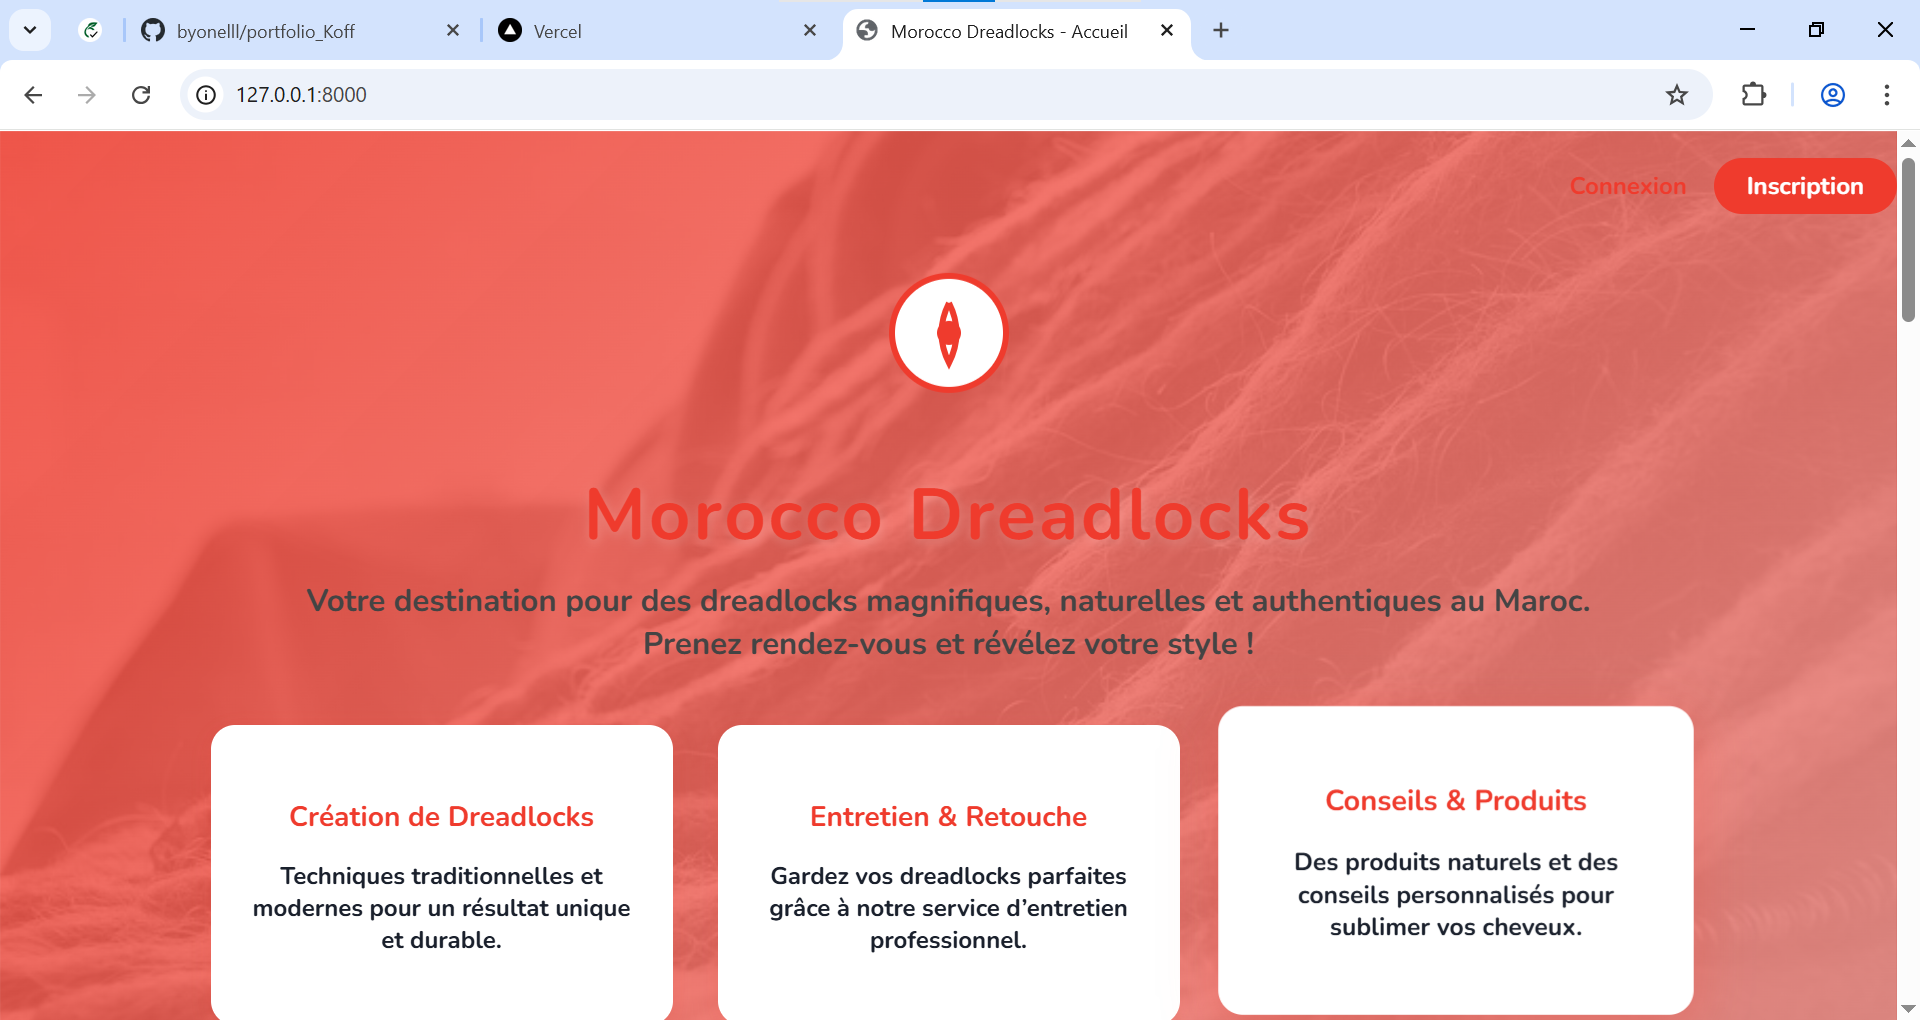 byonelll/portfolio_Koff
Vercel
Morocco Dreadlocks - Accueil
127.0.0.1:8000
Connexion
Inscription
Morocco Dreadlocks
Votre destination pour des dreadlocks magnifiques, naturelles et authentiques au Maroc.
Prenez rendez-vous et révélez votre style !
Création de Dreadlocks
Techniques traditionnelles et
modernes pour un résultat unique
et durable.
Entretien & Retouche
Gardez vos dreadlocks parfaites
grâce à notre service d’entretien
professionnel.
Conseils & Produits
Des produits naturels et des
conseils personnalisés pour
sublimer vos cheveux.